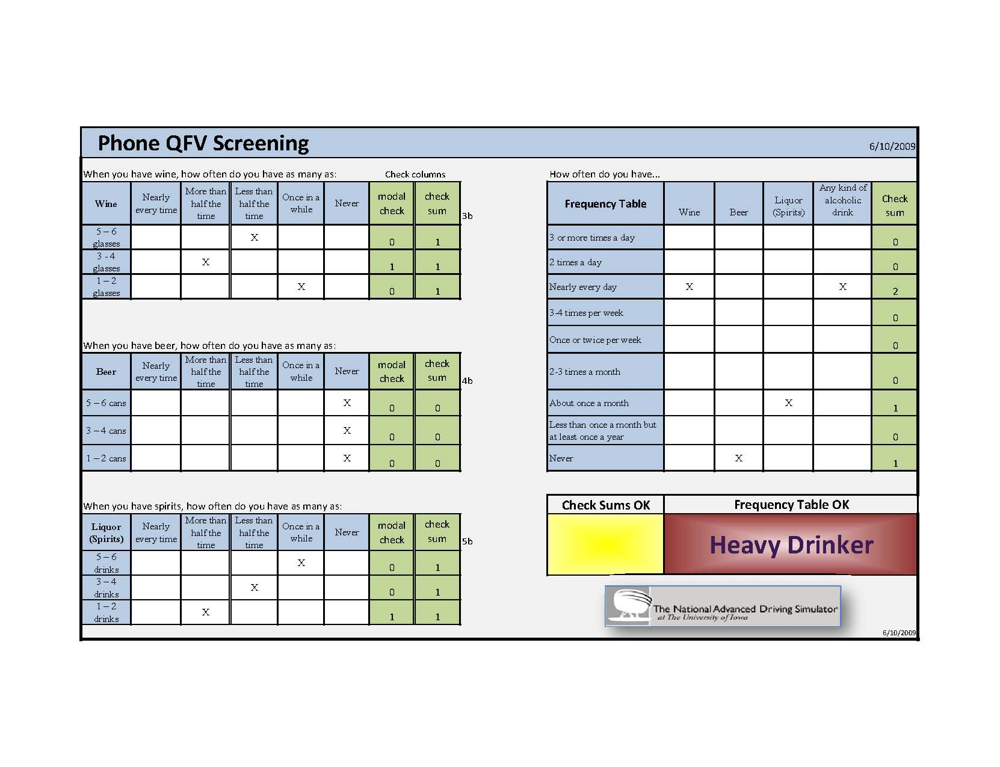 Phone QFV Screening
6/10/2009
When you have wine, how often do you have as many as:
Check columns
Wine
Nearly every time
More than half the time
Less than half the time
Once in a while
Never
modal check
check sum
3b
5 – 6 glasses X 0 1
3 - 4 glasses X 1 1
1 – 2 glasses X 0 1
When you have beer, how often do you have as many as:
Beer
Nearly every time
More than half the time
Less than half the time
Once in a while
Never
modal check
check sum
4b
5 – 6 cans X 0 0
3 – 4 cans X 0 0
1 – 2 cans X 0 0
When you have spirits, how often do you have as many as:
Liquor (Spirits)
Nearly every time
More than half the time
Less than half the time
Once in a while
Never
modal check
check sum
5b
5 – 6 drinks X 0 1
3 – 4 drinks X 0 1
1 – 2 drinks X 1 1
How often do you have...
Frequency Table
Wine
Beer
Liquor (Spirits)
Any kind of alcoholic drink
Check sum
3 or more times a day 0
2 times a day 0
Nearly every day X X 2
3-4 times per week 0
Once or twice per week 0
2-3 times a month 0
About once a month X 1
Less than once a month but at least once a year 0
Never X 1
Check Sums OK
Frequency Table OK
Heavy Drinker
The National Advanced Driving Simulator
at The University of Iowa
6/10/2009